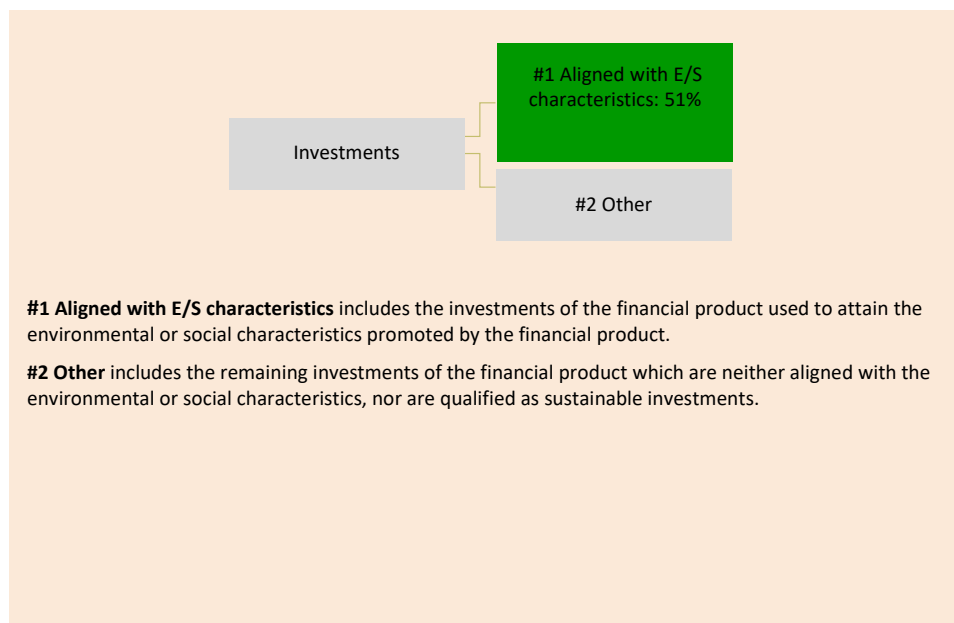 #1 Aligned with E/S
characteristics: 51%
Investments
#2 Other
#1 Aligned with E/S characteristics includes the investments of the financial product used to attain the
environmental or social characteristics promoted by the financial product.
#2 Other includes the remaining investments of the financial product which are neither aligned with the
environmental or social characteristics, nor are qualified as sustainable investments.